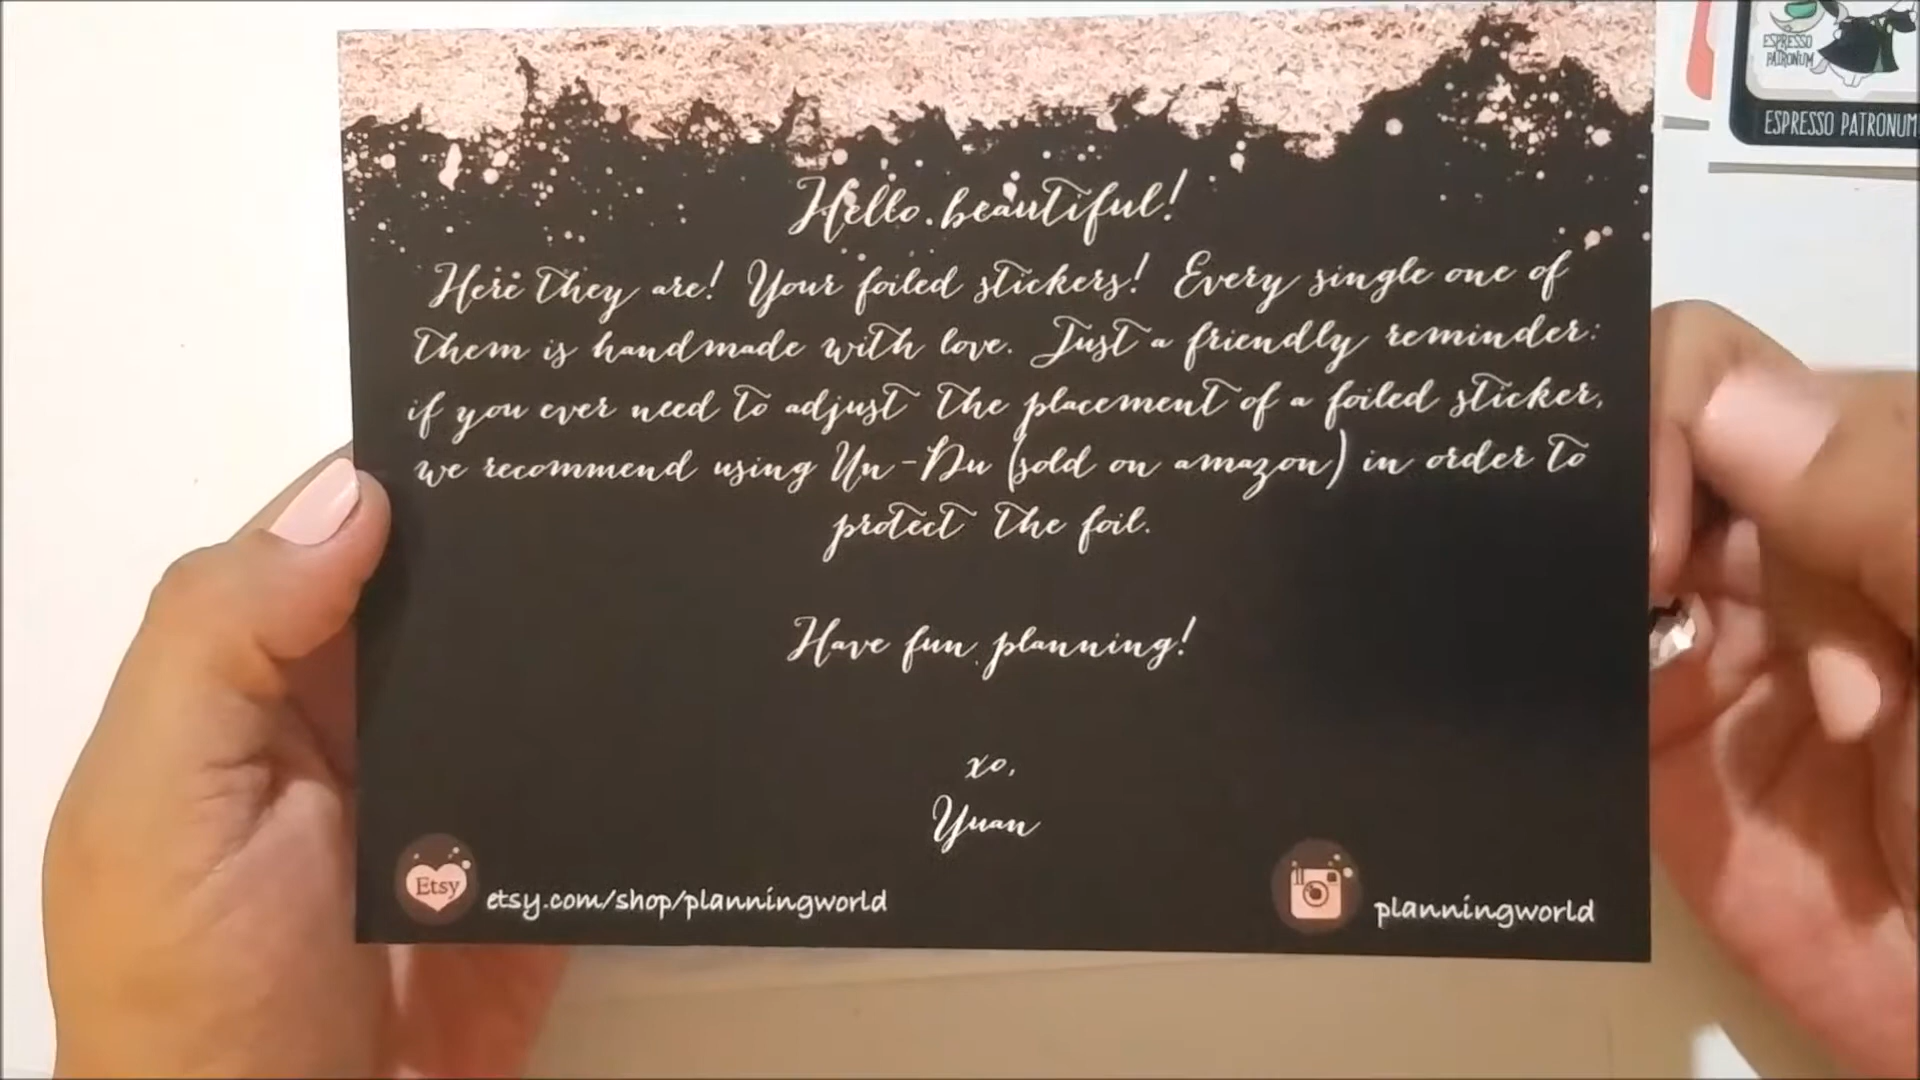 ESPRESSO
PATRONUM
ESPRESSO PATRONUM
Hello, beautiful!
Here they are! Your foiled stickers! Every single one of
them is handmade with love. Just a friendly reminder:
if you ever need to adjust the placement of a foiled sticker,
we recommend using Un-Du (sold on amazon) in order to
protect the foil.
Have fun planning!
xo,
Yuan
Etsy
etsy.com/shop/planningworld
planningworld